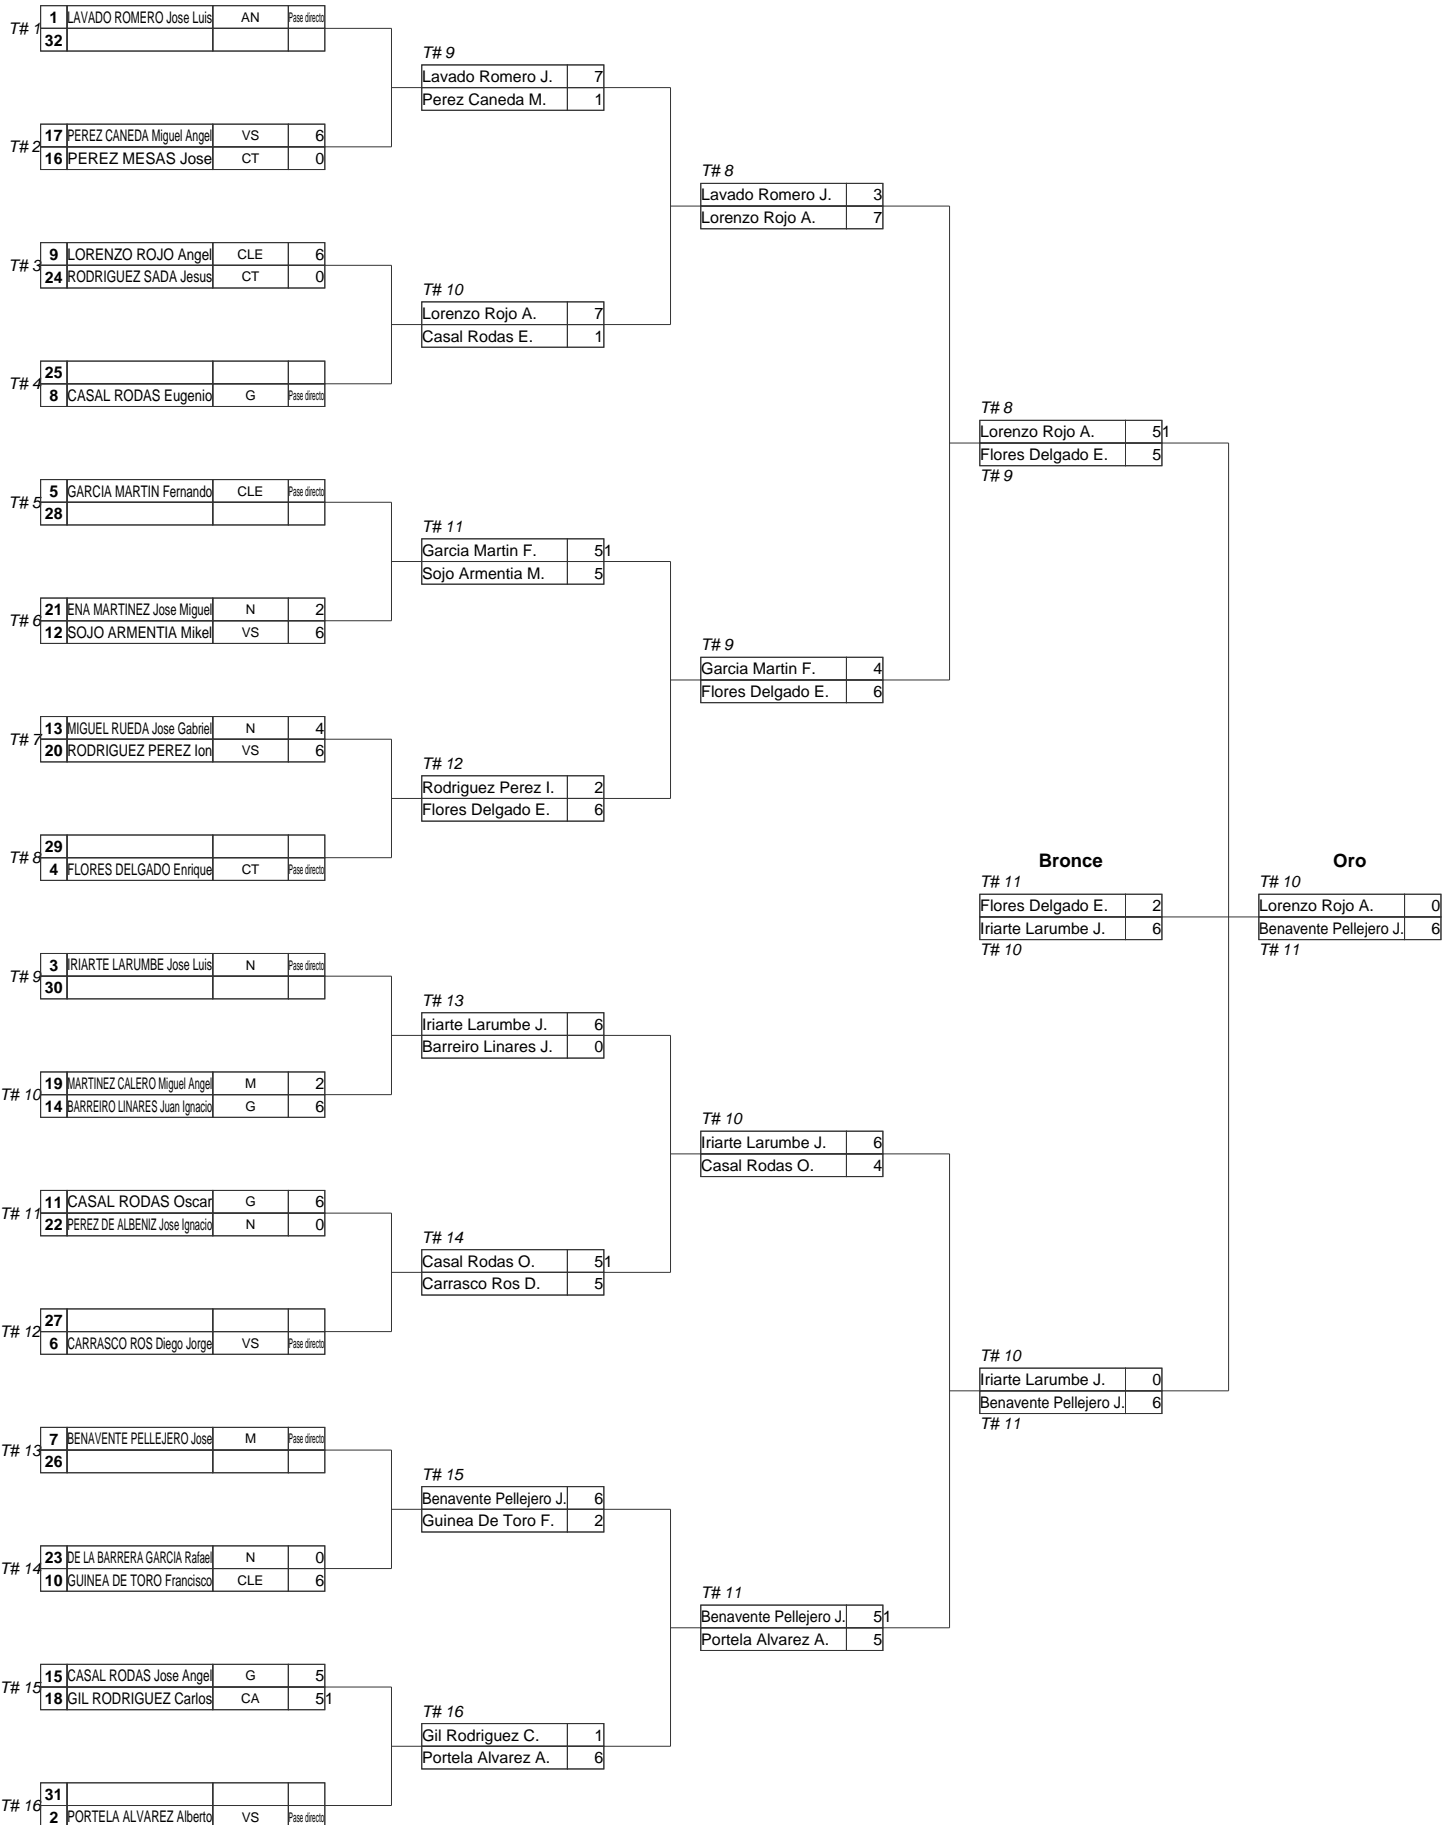 T# 1
1 LAVADO ROMERO Jose Luis AN Pase directo
32
T# 2
17 PEREZ CANEDA Miguel Angel VS 6
16 PEREZ MESAS Jose CT 0
T# 3
9 LORENZO ROJO Angel CLE 6
24 RODRIGUEZ SADA Jesus CT 0
T# 4
25
8 CASAL RODAS Eugenio G Pase directo
T# 5
5 GARCIA MARTIN Fernando CLE Pase directo
28
T# 6
21 ENA MARTINEZ Jose Miguel N 2
12 SOJO ARMENTIA Mikel VS 6
T# 7
13 MIGUEL RUEDA Jose Gabriel N 4
20 RODRIGUEZ PEREZ Ion VS 6
T# 8
29
4 FLORES DELGADO Enrique CT Pase directo
T# 9
3 IRIARTE LARUMBE Jose Luis N Pase directo
30
T# 10
19 MARTINEZ CALERO Miguel Angel M 2
14 BARREIRO LINARES Juan Ignacio G 6
T# 11
11 CASAL RODAS Oscar G 6
22 PEREZ DE ALBENIZ Jose Ignacio N 0
T# 12
27
6 CARRASCO ROS Diego Jorge VS Pase directo
T# 13
7 BENAVENTE PELLEJERO Jose M Pase directo
26
T# 14
23 DE LA BARRERA GARCIA Rafael N 0
10 GUINEA DE TORO Francisco CLE 6
T# 15
15 CASAL RODAS Jose Angel G 5
18 GIL RODRIGUEZ Carlos CA 5 1
T# 16
31
2 PORTELA ALVAREZ Alberto VS Pase directo
T# 9
Lavado Romero J. 7
Perez Caneda M. 1
T# 10
Lorenzo Rojo A. 7
Casal Rodas E. 1
T# 11
Garcia Martin F. 5 1
Sojo Armentia M. 5
T# 12
Rodriguez Perez I. 2
Flores Delgado E. 6
T# 13
Iriarte Larumbe J. 6
Barreiro Linares J. 0
T# 14
Casal Rodas O. 5 1
Carrasco Ros D. 5
T# 15
Benavente Pellejero J. 6
Guinea De Toro F. 2
T# 16
Gil Rodriguez C. 1
Portela Alvarez A. 6
T# 8
Lavado Romero J. 3
Lorenzo Rojo A. 7
T# 9
Garcia Martin F. 4
Flores Delgado E. 6
T# 10
Iriarte Larumbe J. 6
Casal Rodas O. 4
T# 11
Benavente Pellejero J. 5 1
Portela Alvarez A. 5
T# 8
Lorenzo Rojo A. 5 1
Flores Delgado E. 5
T# 9
Bronce
T# 11
Flores Delgado E. 2
Iriarte Larumbe J. 6
T# 10
T# 10
Iriarte Larumbe J. 0
Benavente Pellejero J. 6
T# 11
Oro
T# 10
Lorenzo Rojo A. 0
Benavente Pellejero J. 6
T# 11